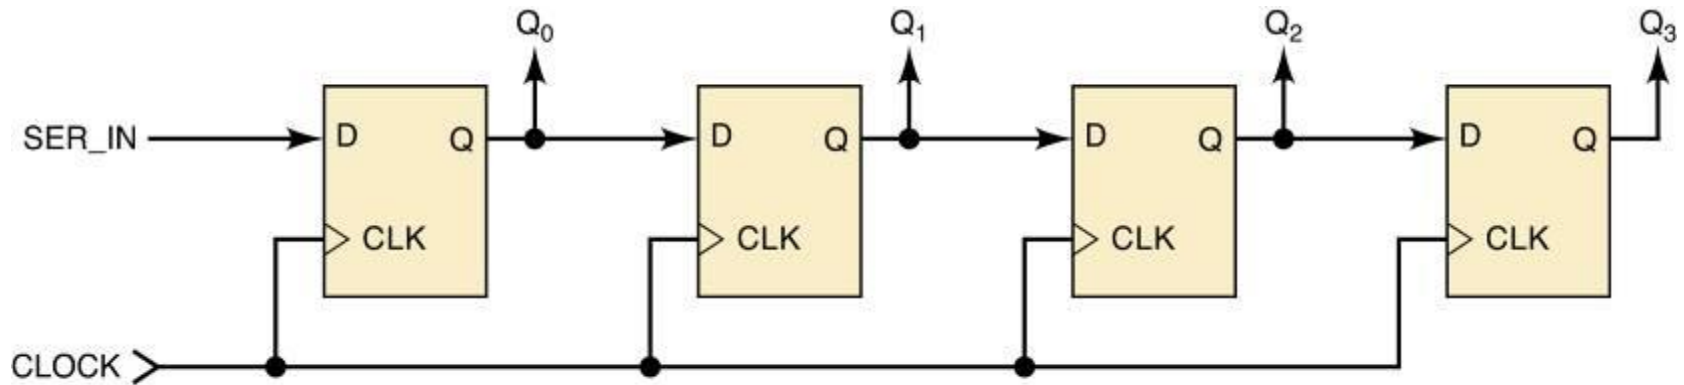 Q0 Q1 Q2 Q3
SER_IN D Q D Q D Q D Q
CLK CLK CLK CLK
CLOCK